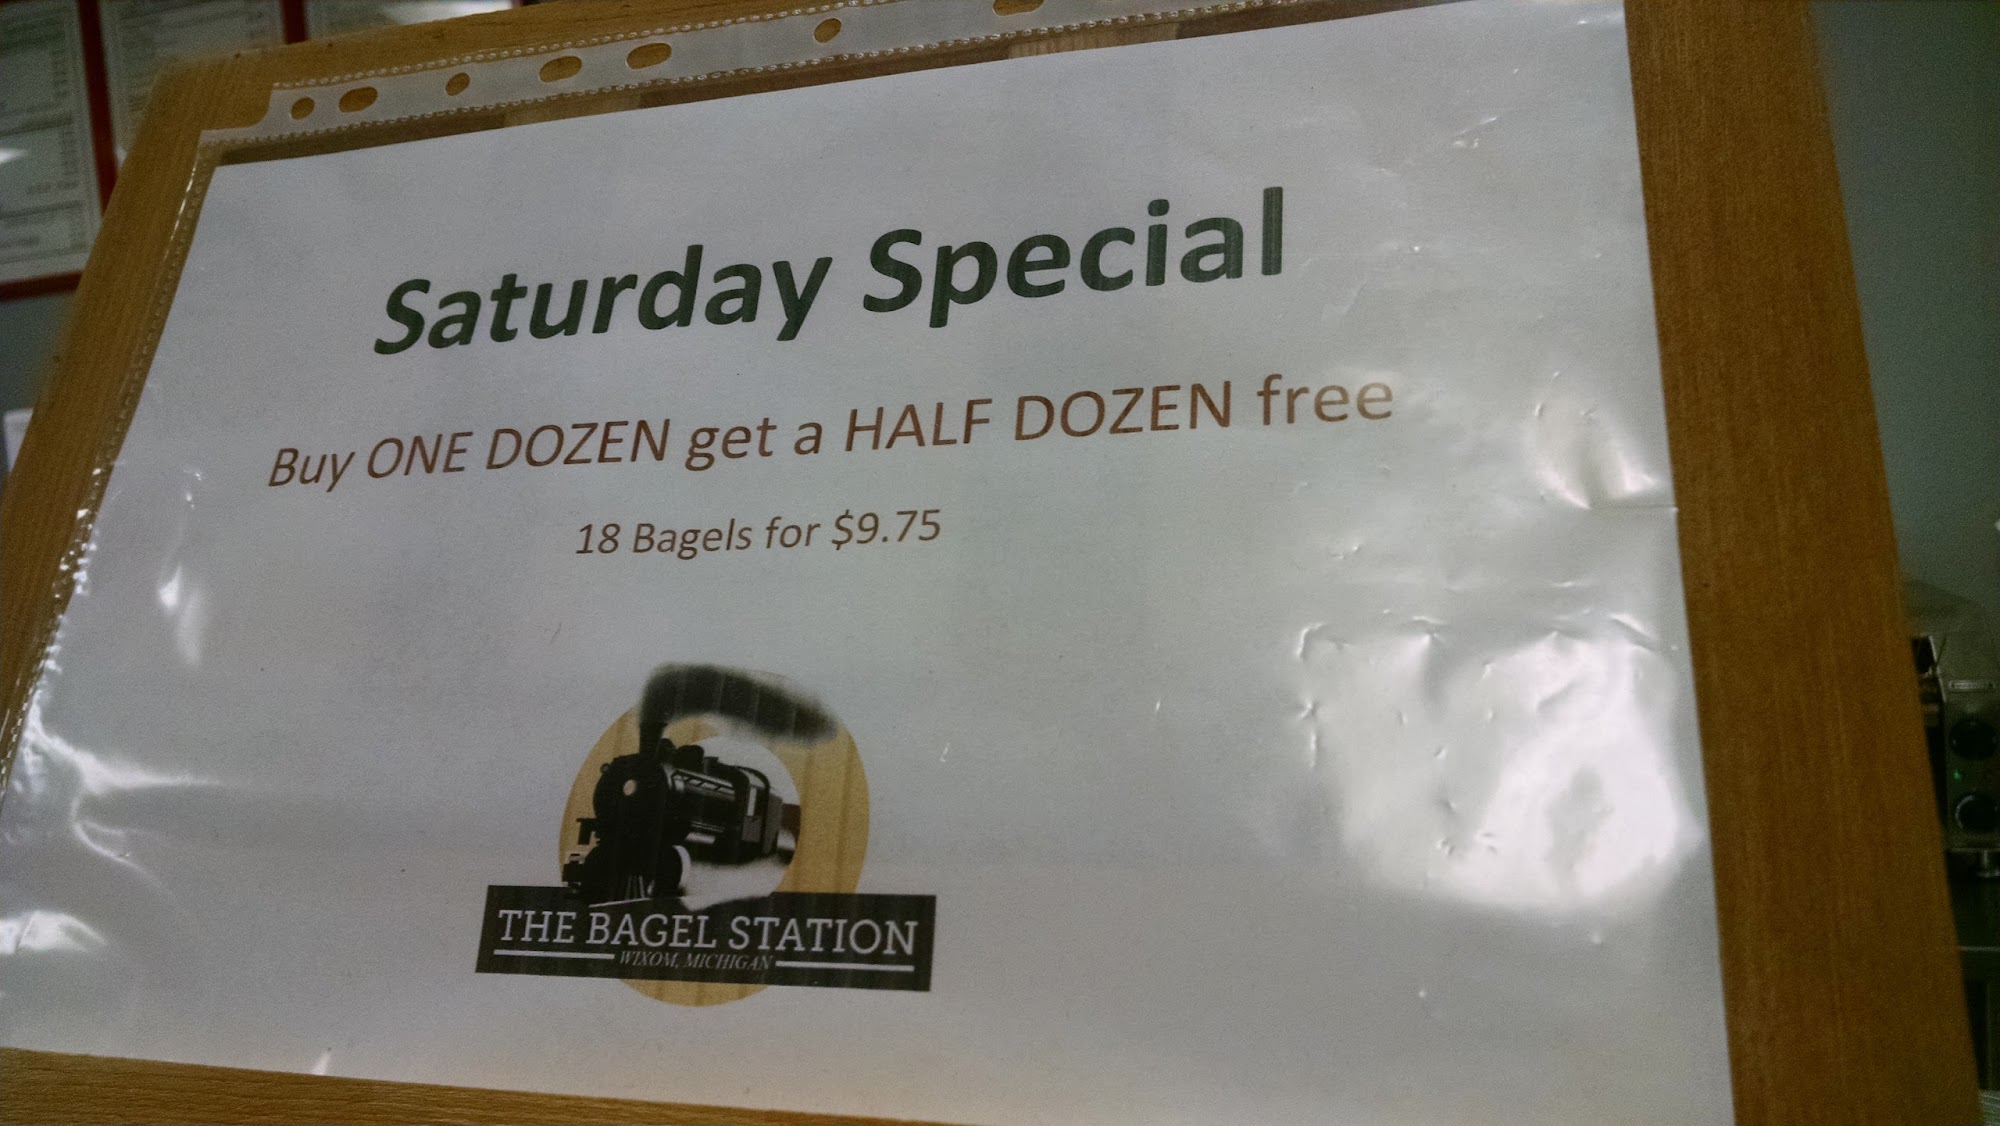 Saturday Special
Buy ONE DOZEN get a HALF DOZEN free
18 Bagels for $9.75
THE BAGEL STATION
WIXOM, MICHIGAN